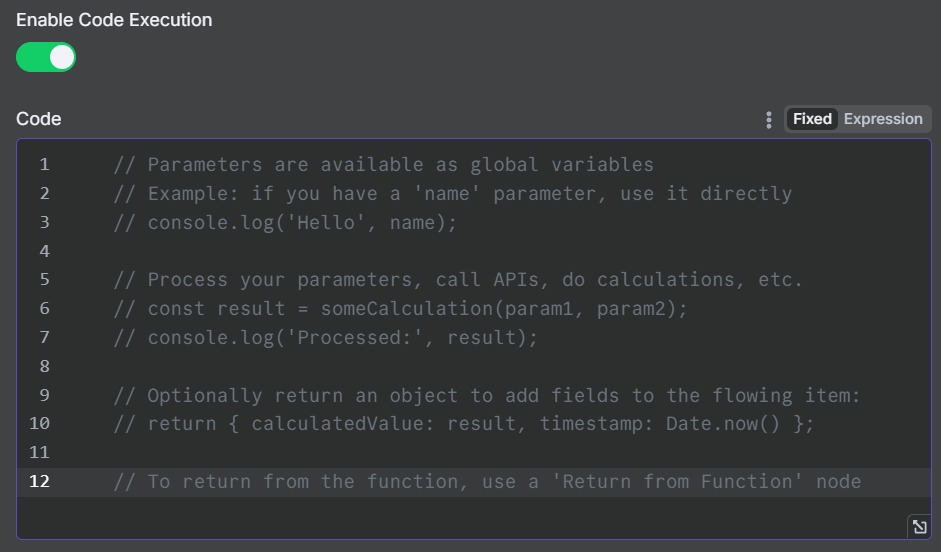 Enable Code Execution
Code
Fixed Expression
1 // Parameters are available as global variables
2 // Example: if you have a 'name' parameter, use it directly
3 // console.log('Hello', name);
4
5 // Process your parameters, call APIs, do calculations, etc.
6 // const result = someCalculation(param1, param2);
7 // console.log('Processed:', result);
8
9 // Optionally return an object to add fields to the flowing item:
10 // return { calculatedValue: result, timestamp: Date.now() };
11
12 // To return from the function, use a 'Return from Function' node